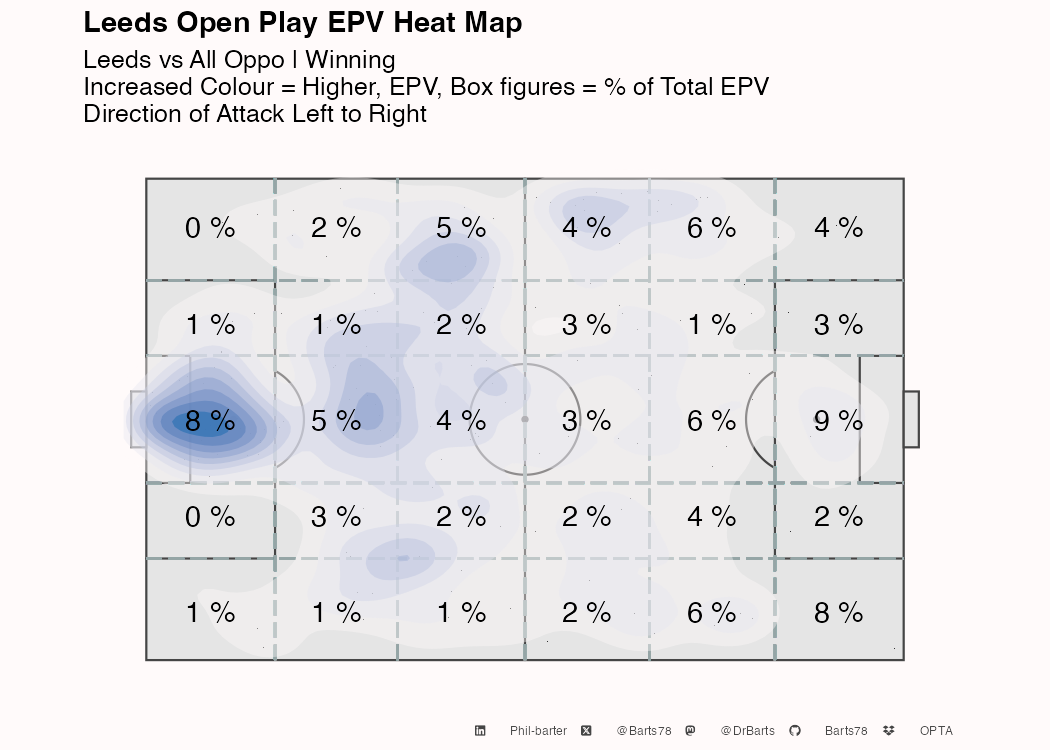 Leeds Open Play EPV Heat Map
Leeds vs All Oppo | Winning
Increased Colour = Higher, EPV, Box figures = % of Total EPV
Direction of Attack Left to Right
0 % 2 % 5 % 4 % 6 % 4 %
1 % 1 % 2 % 3 % 1 % 3 %
8 % 5 % 4 % 3 % 6 % 9 %
0 % 3 % 2 % 2 % 4 % 2 %
1 % 1 % 1 % 2 % 6 % 8 %
Phil-barter @Barts78 @DrBarts Barts78 OPTA